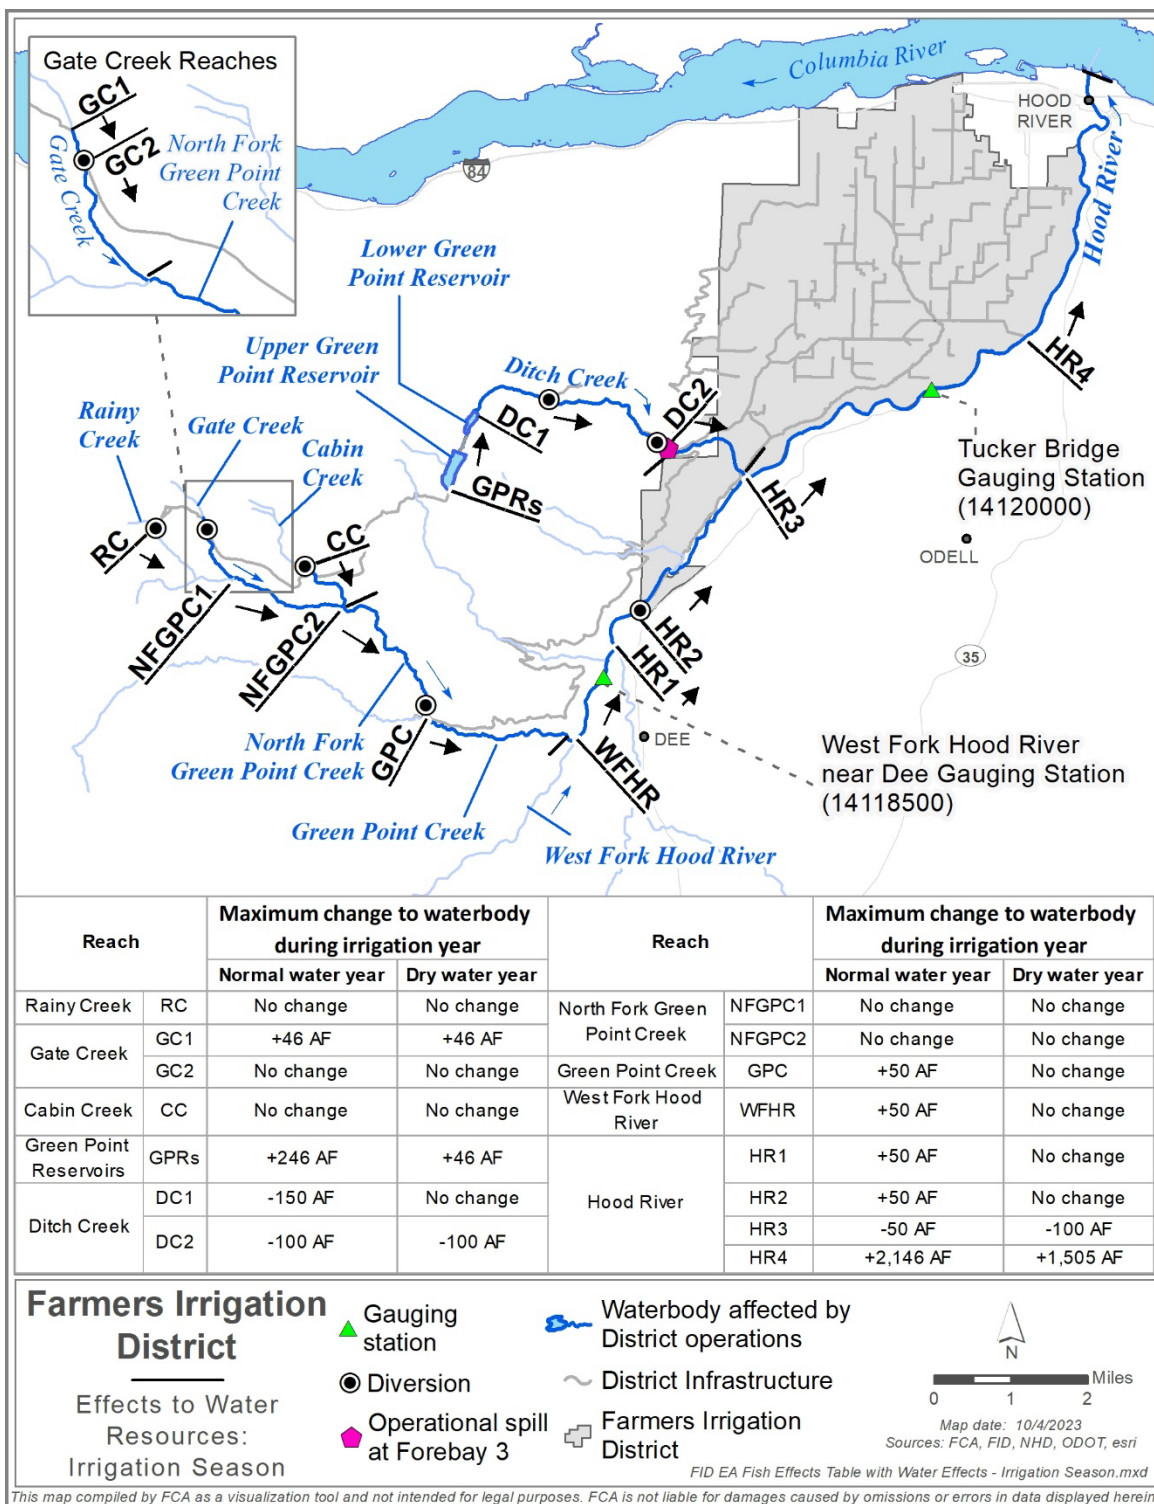 Gate Creek Reaches
GC1
GC2
Gate Creek
North Fork
Green Point
Creek
Columbia River
84
HOOD
RIVER
Hood River
Lower Green
Point Reservoir
Upper Green
Point Reservoir
Ditch Creek
DC2
DC1
GPRs
HR4
HR3
Tucker Bridge
Gauging Station
(14120000)
ODELL
Rainy
Creek
Gate Creek
Cabin
Creek
RC
CC
NFGPC1
NFGPC2
HR2
HR1
35
DEE
WFHR
GPC
North Fork
Green Point Creek
Green Point Creek
West Fork Hood River
West Fork Hood River
near Dee Gauging Station
(14118500)
Reach
Maximum change to waterbody
during irrigation year
Normal water year Dry water year
Rainy Creek RC No change No change
Gate Creek
GC1 +46 AF +46 AF
GC2 No change No change
Cabin Creek CC No change No change
Green Point
Reservoirs
GPRs +246 AF +46 AF
Ditch Creek
DC1 -150 AF No change
DC2 -100 AF -100 AF
Reach
Maximum change to waterbody
during irrigation year
Normal water year Dry water year
North Fork Green
Point Creek
NFGPC1 No change No change
NFGPC2 No change No change
Green Point Creek GPC +50 AF No change
West Fork Hood
River
WFHR +50 AF No change
Hood River
HR1 +50 AF No change
HR2 +50 AF No change
HR3 -50 AF -100 AF
HR4 +2,146 AF +1,505 AF
Farmers Irrigation
District
Effects to Water
Resources:
Irrigation Season
Gauging
station
Diversion
Operational spill
at Forebay 3
Waterbody affected by
District operations
District Infrastructure
Farmers Irrigation
District
N
Miles
0 1 2
Map date: 10/4/2023
Sources: FCA, FID, NHD, ODOT, esri
FID EA Fish Effects Table with Water Effects - Irrigation Season.mxd
This map compiled by FCA as a visualization tool and not intended for legal purposes. FCA is not liable for damages caused by omissions or errors in data displayed herein